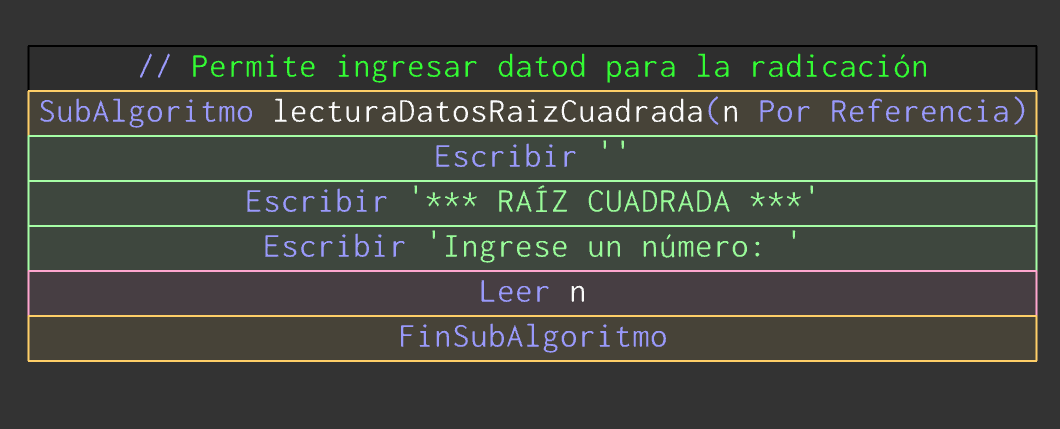 // Permite ingresar datod para la radicación
SubAlgoritmo lecturaDatosRaizCuadrada(n Por Referencia)
Escribir ''
Escribir '*** RAÍZ CUADRADA ***'
Escribir 'Ingrese un número: '
Leer n
FinSubAlgoritmo